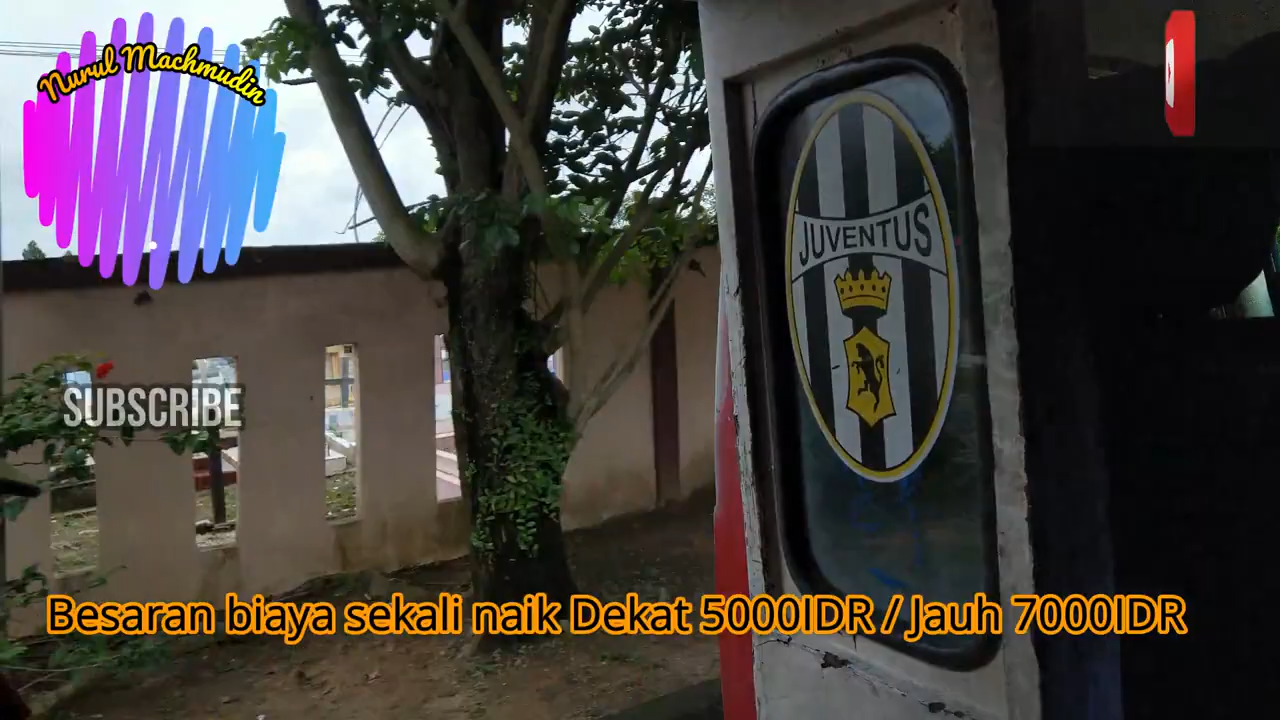 Nurul Machmudin
JUVENTUS
SUBSCRIBE
Besaran biaya sekali naik Dekat 5000IDR / Jauh 7000IDR